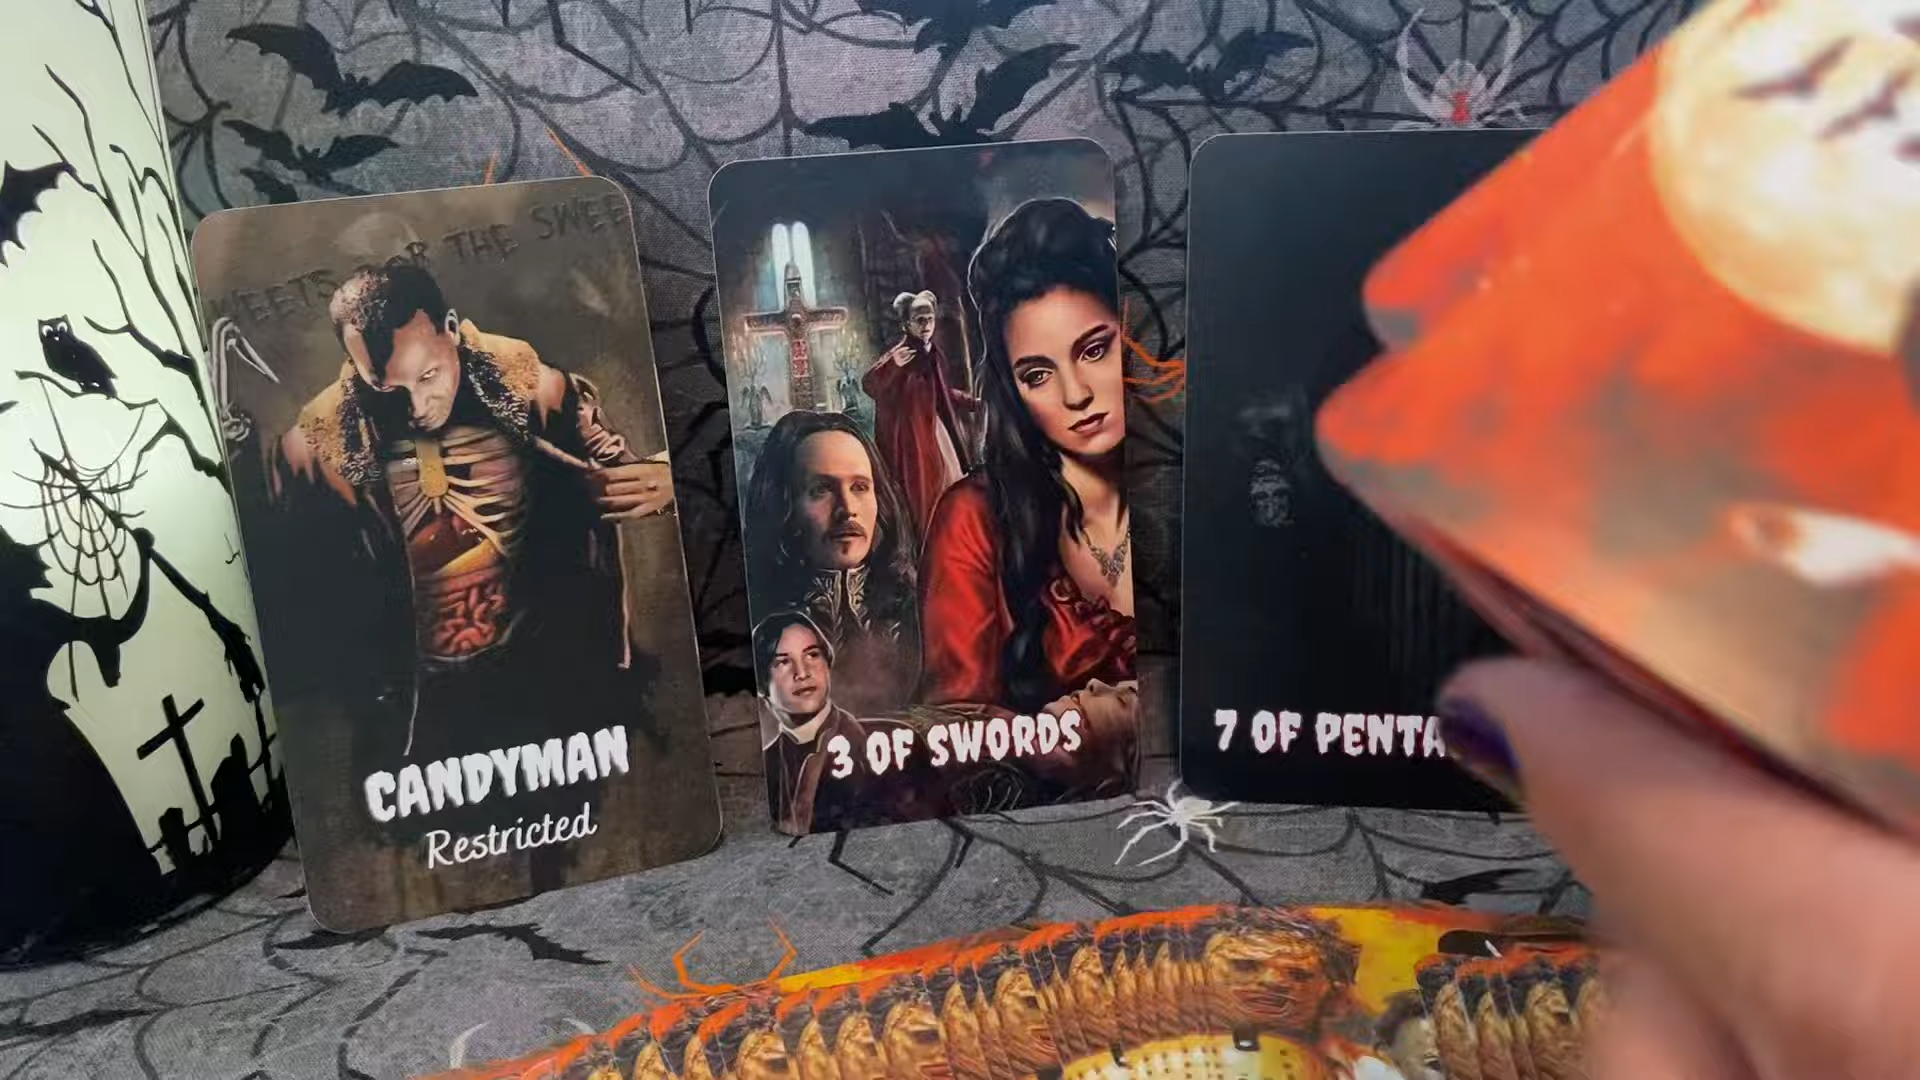 SWEETS FOR THE SWEE
CANDYMAN
Restricted
3 OF SWORDS
7 OF PENTA